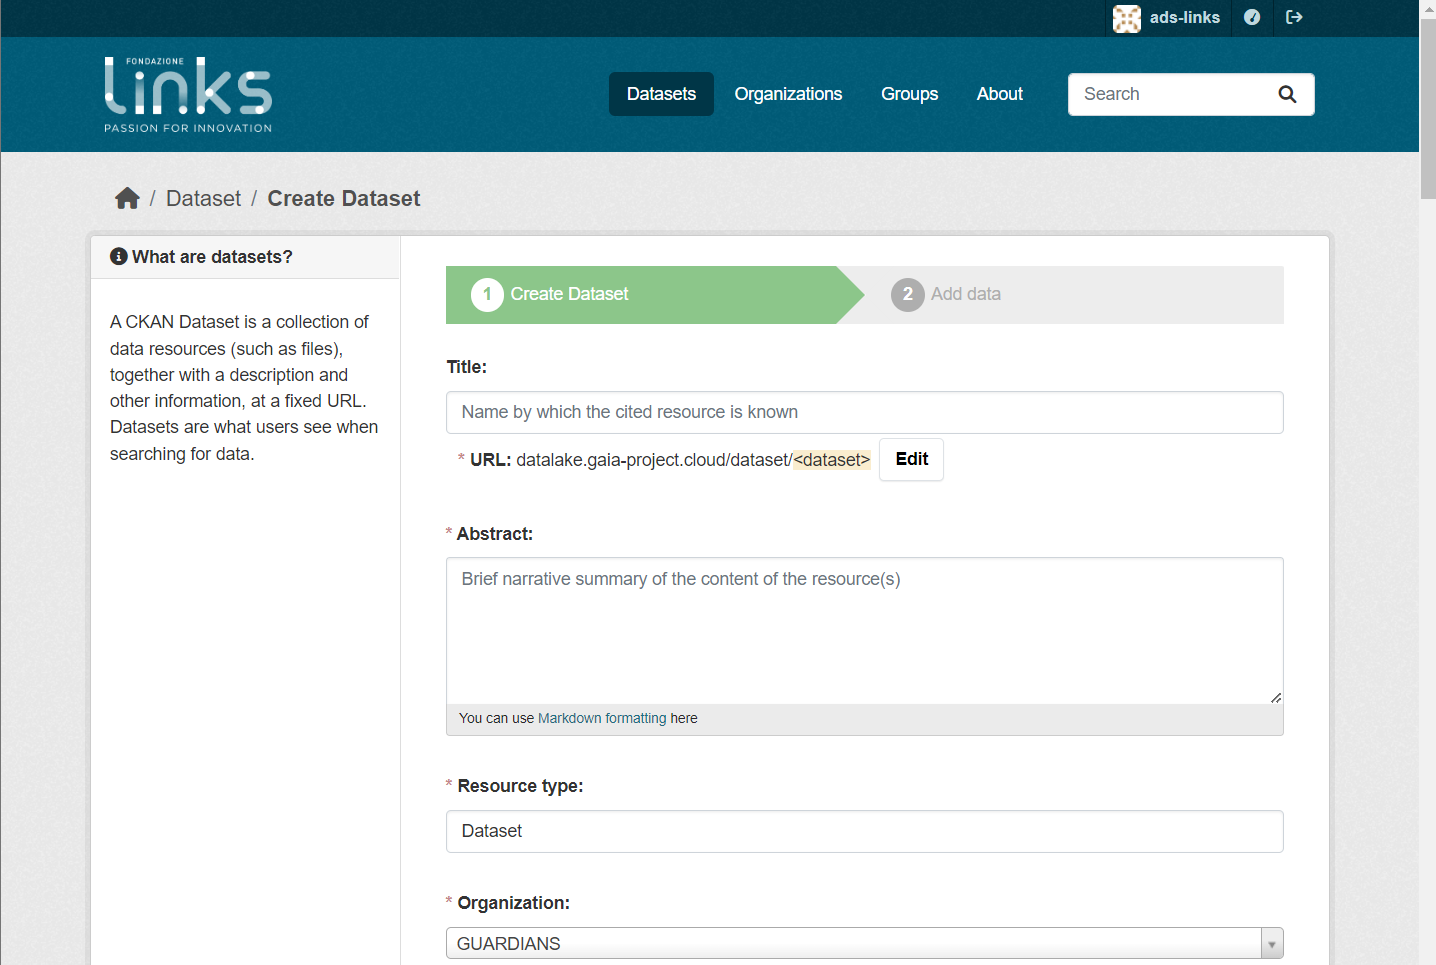 ads-links
FONDAZIONE
links
PASSION FOR INNOVATION
Datasets
Organizations
Groups
About
Search
/ Dataset / Create Dataset
What are datasets?
A CKAN Dataset is a collection of
data resources (such as files),
together with a description and
other information, at a fixed URL.
Datasets are what users see when
searching for data.
1 Create Dataset
2 Add data
Title:
Name by which the cited resource is known
* URL: datalake.gaia-project.cloud/dataset/<dataset> Edit
* Abstract:
Brief narrative summary of the content of the resource(s)
You can use Markdown formatting here
* Resource type:
Dataset
* Organization:
GUARDIANS